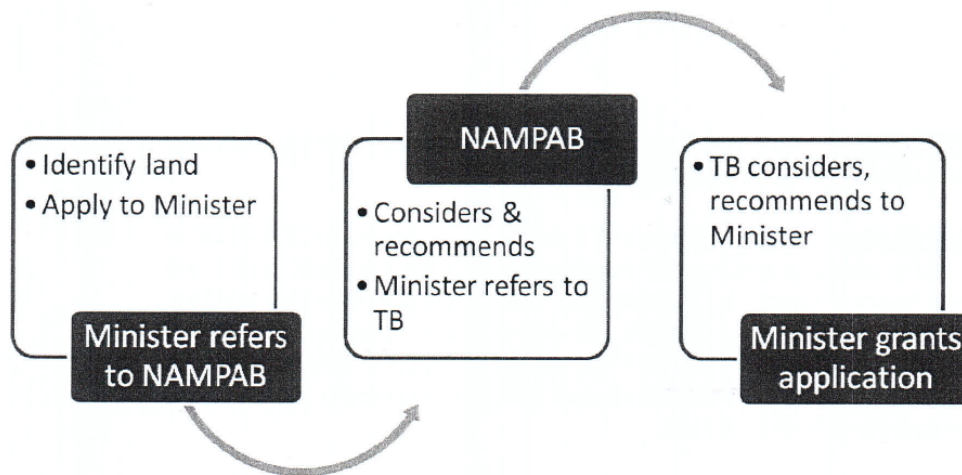 • Identify land
• Apply to Minister
Minister refers
to NAMPAB
NAMPAB
• Considers &
recommends
• Minister refers to
TB
• TB considers,
recommends to
Minister
Minister grants
application